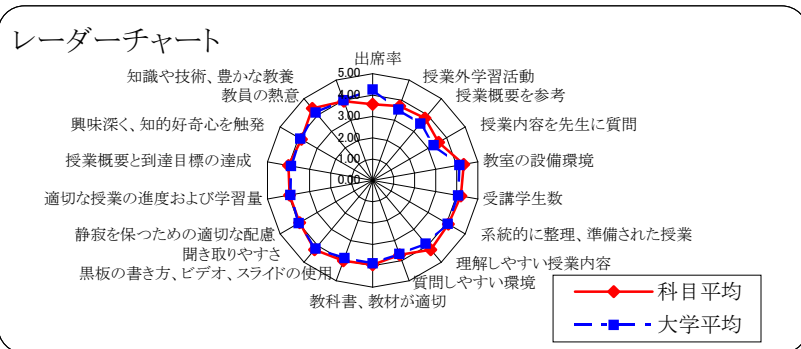 レーダーチャート
出席率
授業外学習活動
授業概要を参考
授業内容を先生に質問
教室の設備環境
受講学生数
系統的に整理、準備された授業
理解しやすい授業内容
質問しやすい環境
教科書、教材が適切
黒板の書き方、ビデオ、スライドの使用
聞き取りやすさ
静寂を保つための適切な配慮
適切な授業の進度および学習量
授業概要と到達目標の達成
興味深く、知的好奇心を触発
教員の熱意
知識や技術、豊かな教養
5.00
4.00
3.00
2.00
1.00
0.00
科目平均
大学平均